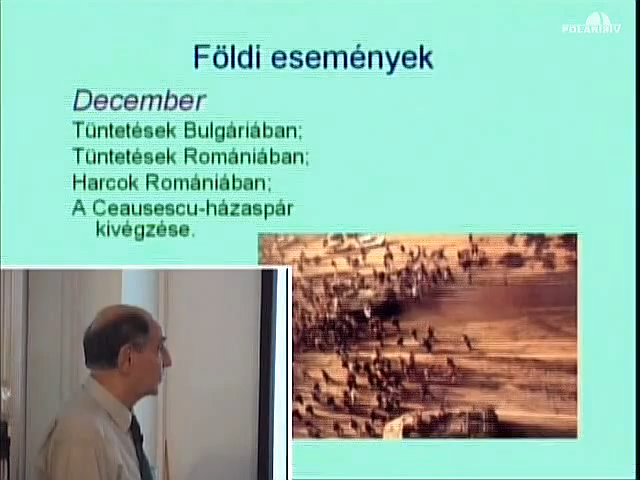 POLARISTV
Földi események
December
Tüntetések Bulgáriában;
Tüntetések Romániában;
Harcok Romániában;
A Ceausescu-házaspár
kivégzése.